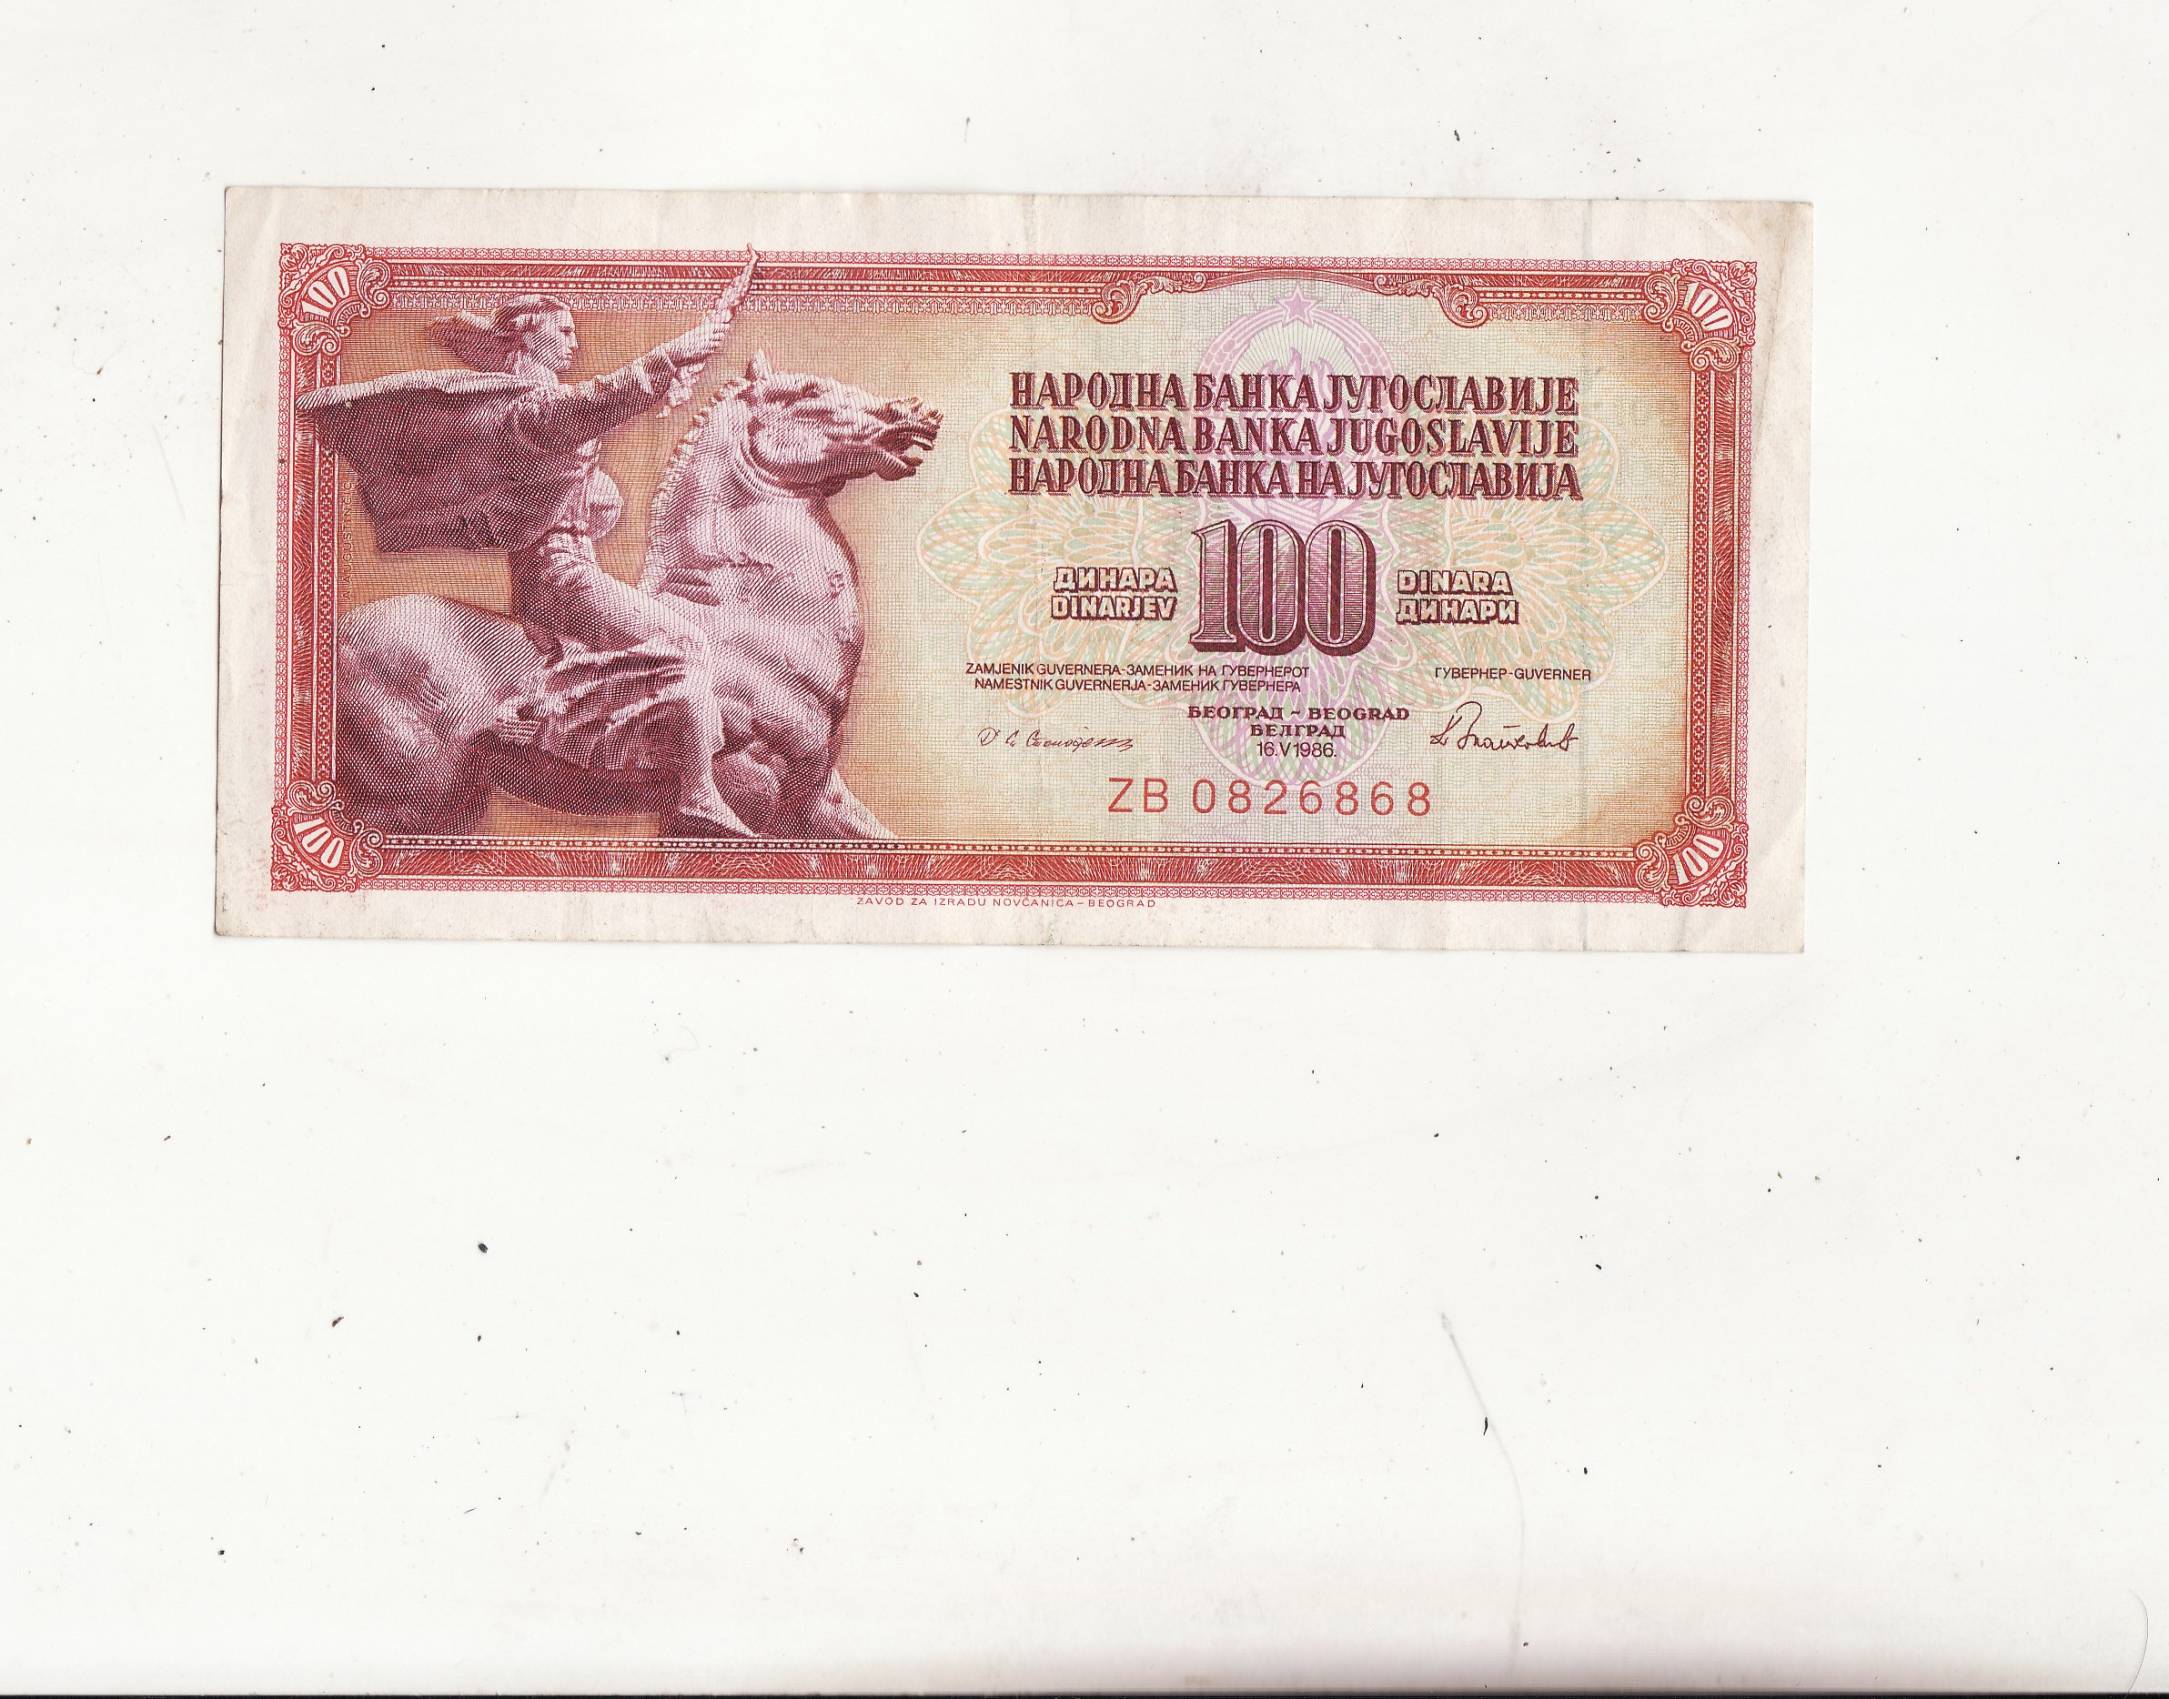 100
100
НАРОДНА БАНКА ЈУГОСЛАВИЈЕ
NARODNA BANKA JUGOSLAVIJE
НАРОДНА БАНКА НА ЈУГОСЛАВИЈА
ДИНАРА 100 DINARA
DINARJEV ДИНАРИ
ZAMJENIK GUVERNERA-ЗАМЕНИК НА ГУВЕРНЕРОТ ГУВЕРНЕР-GUVERNER
NAMESTNIK GUVERNERJA-ЗАМЕНИК ГУВЕРНЕРА
БЕОГРАД ~ BEOGRAD
БЕЛГРАД
16.V 1986.
ZB 0826868
100
100
ZAVOD ZA IZRADU NOVČANICA – BEOGRAD